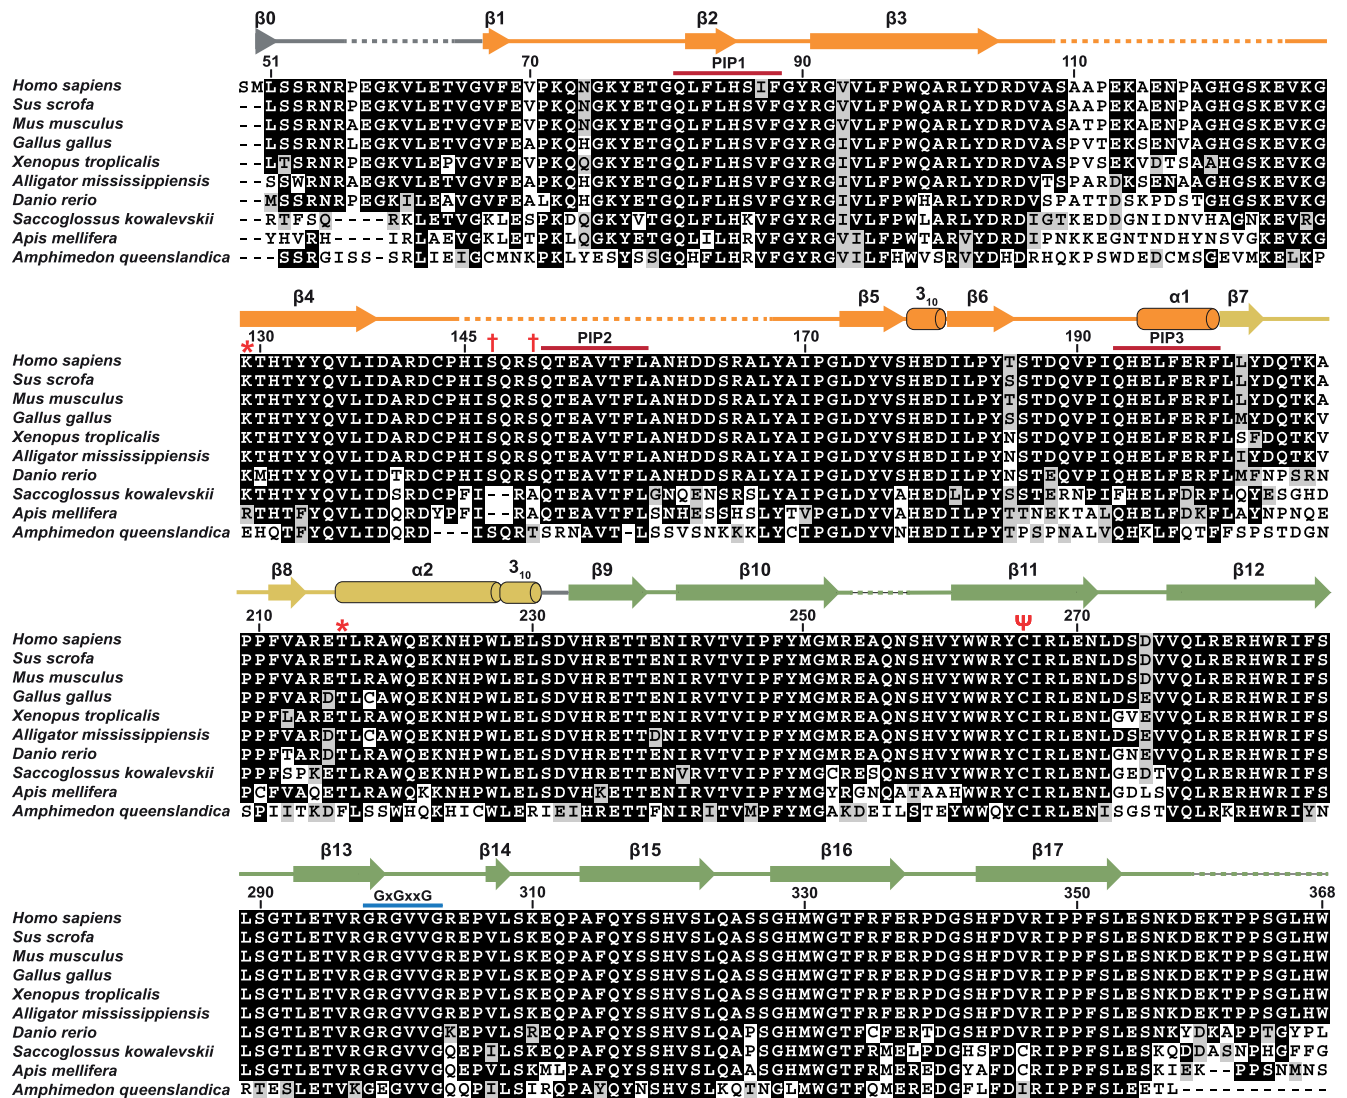 β0 β1 β2 β3
51 70 PIP1 90 110
Homo sapiens SMLSSRNRPEGKVLETVGVFEVPKQNGKYETGQLFLHSIFGYRGVVLFPWQARLYDRDVASAAPEKAENPAGHGSKEVKG
Sus scrofa --LSSRNRPEGKVLETVGVFEVPKQNGKYETGQLFLHSVFGYRGVVLFPWQARLYDRDVASAAPEKAENPAGHGSKEVKG
Mus musculus --LSSRNRAEGKVLETVGVFEVPKQNGKYETGQLFLHSVFGYRGVVLFPWQARLYDRDVASATPEKAENPAGHGSKEVKG
Gallus gallus --LSSRNRLEGKVLETVGVFEAPKQHGKYETGQLFLHSVFGYRGIVLFPWQARLYDRDVASPVTEKSENVAGHGSKEVKG
Xenopus troplicalis --LTSRNRPEGKVLEPVGVFEVPKQQGKYETGQLFLHSVFGYRGIVLFPWQARLYDRDVASPVSEKVDTSAAHGSKEVKG
Alligator mississippiensis --SSWRNRAEGKVLETVGVFEAPKQHGKYETGQLFLHSVFGYRGIVLFPWQARLYDRDVTSPARDKSENAAGHGSKEVKG
Danio rerio --MSSRNRPEGKILEAVGVFEALKQHGKYETGQLFLHSVFGYRGIVLFPWHARLYDRDVSPATTDSKPDSTGHGSKEVKG
Saccoglossus kowalevskii --RTFSQ----RKLETVGKLESPKDQGKYVTGQLFLHKVFGYRGIVLFPWLARLYDRDIGTKEDDGNIDNVHAGNKEVRG
Apis mellifera --YHVRH----IRLAEVGKLETPKLQGKYETGQLILHRVFGYRGVILFPWTARVYDRDIPNKKEGNTNDHYNSVGKEVKG
Amphimedon queenslandica ---SSRGISS-SRLIEIGCMNKPKLYESYSSGQHFLHRVFGYRGVILFHWVSRVYDHDRHQKPSWDEDCMSGEVMKELKP
β4 β5 3₁₀ β6 α1 β7
* 130 145 † † PIP2 170 190 PIP3
Homo sapiens KTHTYYQVLIDARDCPHISQRSQTEAVTFLANHDDSRALYAIPGLDYVSHEDILPYTSTDQVPIQHELFERFLLYDQTKA
Sus scrofa KTHTYYQVLIDARDCPHISQRSQTEAVTFLANHDDSRALYAIPGLDYVSHEDILPYSSTDQVPIQHELFERFLLYDQTKA
Mus musculus KTHTYYQVLIDARDCPHISQRSQTEAVTFLANHDDSRALYAIPGLDYVSHEDILPYTSTDQVPIQHELFERFLLYDQTKA
Gallus gallus KTHTYYQVLIDARDCPHISQRSQTEAVTFLANHDDSRALYAIPGLDYVSHEDILPYSSTDQVPIQHELFERFLMYDQTKV
Xenopus troplicalis KTHTYYQVLIDARDCPHISQRSQTEAVTFLANHDDSRALYAIPGLDYVSHEDILPYNSTDQVPIQHELFERFLSFDQTKV
Alligator mississippiensis KTHTYYQVLIDARDCPHISQRSQTEAVTFLANHDDSRALYAIPGLDYVSHEDILPYNSTDQVPIQHELFERFLIYDQTKV
Danio rerio KMHTYYQVLIDTRDCPHISQRSQTEAVTFLANHDDSRALYAIPGLDYVSHEDILPYNSTEQVPIQHELFERFLMFNPSRN
Saccoglossus kowalevskii KTHTYYQVLIDSRDCPFI--RAQTEAVTFLGNQENSRSLYAIPGLDYVAHEDLLPYSSTERNPIFHELFDRFLQYESGHD
Apis mellifera RTHTFYQVLIDQRDYPFI--RAQTEAVTFLSNHESSHSLYTVPGLDYVSHEDILPYTTNEKTALQHELFDKFLAYNPNQE
Amphimedon queenslandica EHQTFYQVLIDQRD---ISQRTSRNAVT-LSSVSNKKKLYCIPGLDYVNHEDILPYTPSPNALVQHKLFQTFFSPSTDGN
β8 α2 3₁₀ β9 β10 β11 β12
210 * 230 250 Ψ 270
Homo sapiens PPFVARETLRAWQEKNHPWLELSDVHRETTENIRVTVIPFYMGMREAQNSHVYWWRYCIRLENLDSDVVQLRERHWRIFS
Sus scrofa PPFVARETLRAWQEKNHPWLELSDVHRETTENIRVTVIPFYMGMREAQNSHVYWWRYCIRLENLDSDVVQLRERHWRIFS
Mus musculus PPFVARETLRAWQEKNHPWLELSDVHRETTENIRVTVIPFYMGMREAQNSHVYWWRYCIRLENLDSDVVQLRERHWRIFS
Gallus gallus PPFVARDTLCAWQEKNHPWLELSDVHRETTENIRVTVIPFYMGMREAQNSHVYWWRYCIRLENLDSEVVQLRERHWRIFS
Xenopus troplicalis PPFLARETLRAWQEKNHPWLELSDVHRETTENIRVTVIPFYMGMREAQNSHVYWWRYCIRLENLGVEVVQLRERHWRIFS
Alligator mississippiensis PPFVARDTLCAWQEKNHPWLELSDVHRETTDNIRVTVIPFYMGMREAQNSHVYWWRYCIRLENLDSEVVQLRERHWRIFS
Danio rerio PPFTARDTLRAWQEKNHPWLELSDVHRETTENIRVTVIPFYMGMREAQNSHVYWWRYCIRLENLGNEVVQLRERHWRIFS
Saccoglossus kowalevskii PPFSPKETLRAWQEKNHPWLELSDVHRETTENVRVTVIPFYMGCRESQNSHVYWWRYCIRLENLGEDTVQLRERHWRIFS
Apis mellifera PCFVAQETLRAWQKKNHPWLELSDVHKETTENIRVTVIPFYMGYRGNQATAAHWWRYCIRLENLGDLSVQLRERHWRIFS
Amphimedon queenslandica SPIITKDFLSSWHQKHICWLERIEIHRETTFNIRITVMPFYMGAKDEILSTEYWWQYCIRLENISGSTVQLRKRHWRIYN
β13 β14 β15 β16 β17
290 GxGxxG 310 330 350 368
Homo sapiens LSGTLETVRGRGVVGREPVLSKEQPAFQYSSHVSLQASSGHMWGTFRFERPDGSHFDVRIPPFSLESNKDEKTPPSGLHW
Sus scrofa LSGTLETVRGRGVVGREPVLSKEQPAFQYSSHVSLQASSGHMWGTFRFERPDGSHFDVRIPPFSLESNKDEKTPPSGLHW
Mus musculus LSGTLETVRGRGVVGREPVLSKEQPAFQYSSHVSLQASSGHMWGTFRFERPDGSHFDVRIPPFSLESNKDEKTPPSGLHW
Gallus gallus LSGTLETVRGRGVVGREPVLSKEQPAFQYSSHVSLQASSGHMWGTFRFERPDGSHFDVRIPPFSLESNKDEKTPPSGLHW
Xenopus troplicalis LSGTLETVRGRGVVGREPVLSKEQPAFQYSSHVSLQASSGHMWGTFRFERPDGSHFDVRIPPFSLESNKDEKTPPSGLHW
Alligator mississippiensis LSGTLETVRGRGVVGREPVLSKEQPAFQYSSHVSLQASSGHMWGTFRFERPDGSHFDVRIPPFSLESNKDEKTPPSGLHW
Danio rerio LSGTLETVRGRGVVGKEPVLSREQPAFQYSSHVSLQAPSGHMWGTFCFERTDGSHFDVRIPPFSLESNKYDKAPPTGYPL
Saccoglossus kowalevskii LSGTLETVRGRGVVGQEPILSKEQPAFQYSSHVSLQAPSGHMWGTFRMELPDGHSFDCRIPPFSLESKQDDASNPHGFFG
Apis mellifera LSGTLETVRGRGVVGQEPVLSKMLPAFQYSSHVSLQAPSGHMWGTFRMEREDGYAFDCRIPPFSLESKIEK--PPSNMNS
Amphimedon queenslandica RTESLETVKGEGVVGQQPILSIRQPAYQYNSHVSLKQTNGLMWGTFQMEREDGFLFDIRIPPFSLEETL-----------